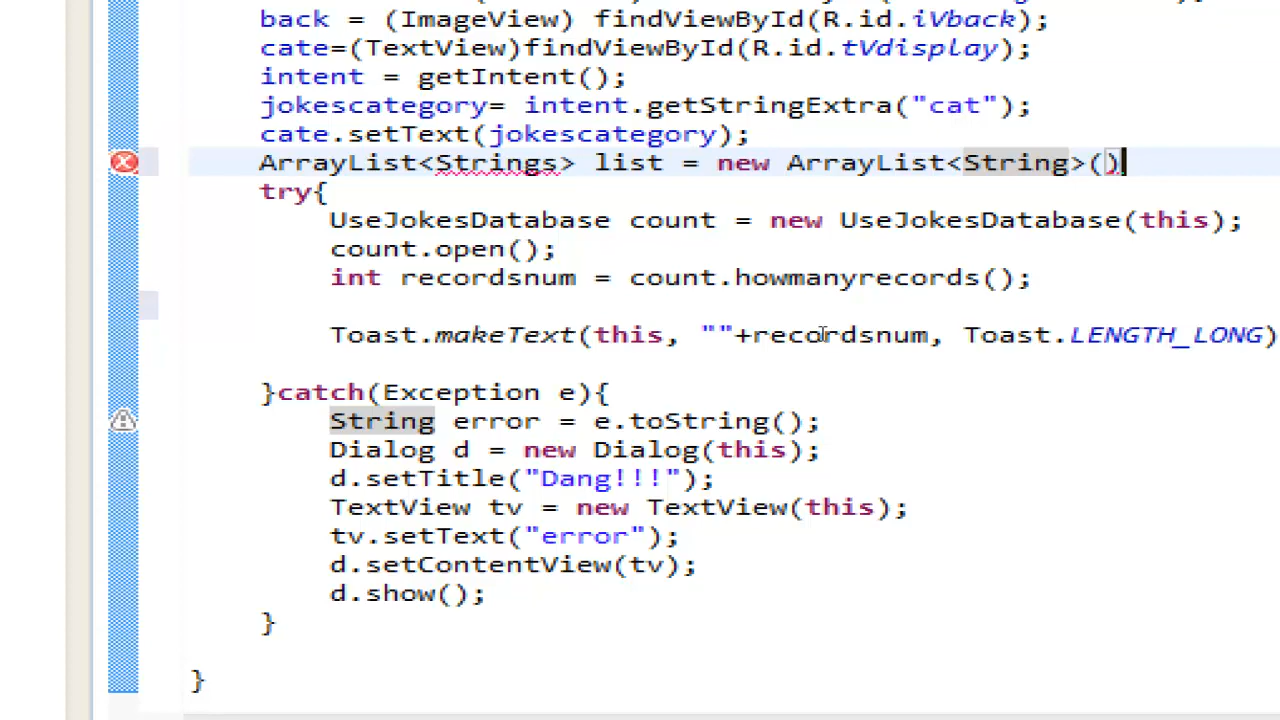 back = (ImageView) findViewById(R.id.iVback);
cate=(TextView)findViewById(R.id.tVdisplay);
intent = getIntent();
jokescategory= intent.getStringExtra("cat");
cate.setText(jokescategory);
ArrayList<Strings> list = new ArrayList<String>()
try{
UseJokesDatabase count = new UseJokesDatabase(this);
count.open();
int recordsnum = count.howmanyrecords();
Toast.makeText(this, ""+recordsnum, Toast.LENGTH_LONG)
}catch(Exception e){
String error = e.toString();
Dialog d = new Dialog(this);
d.setTitle("Dang!!!");
TextView tv = new TextView(this);
tv.setText("error");
d.setContentView(tv);
d.show();
}
}